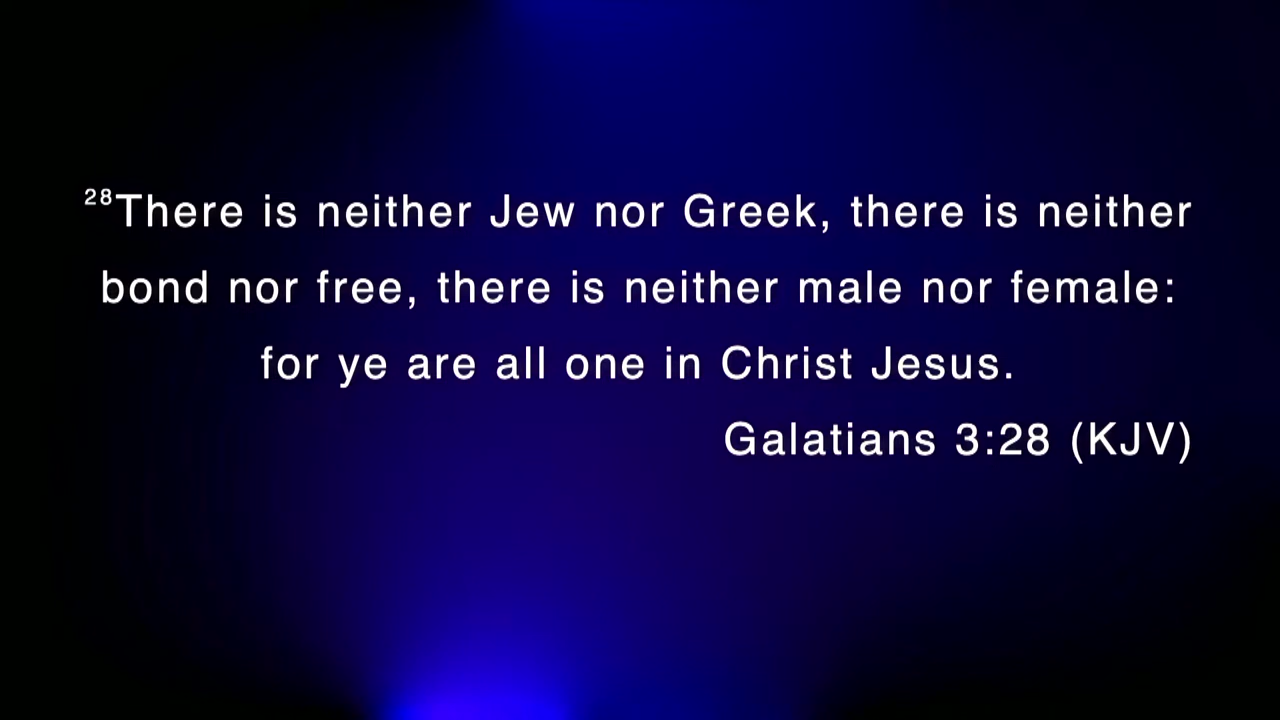 ²⁸There is neither Jew nor Greek, there is neither
bond nor free, there is neither male nor female:
for ye are all one in Christ Jesus.
Galatians 3:28 (KJV)